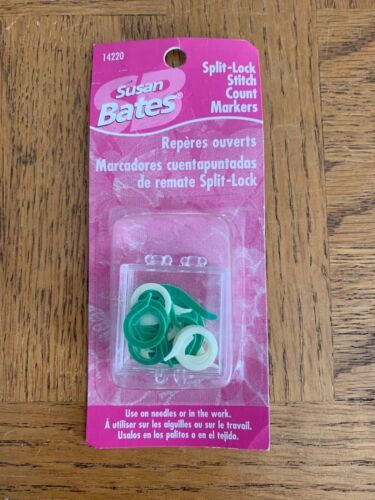 14220
Susan
Bates®
Split-Lock
Stitch
Count
Markers
Repères ouverts
Marcadores cuentapuntadas
de remate Split-Lock
Use on needles or in the work.
À utiliser sur les aiguilles ou sur le travail.
Usalos en los palitos o en el tejido.